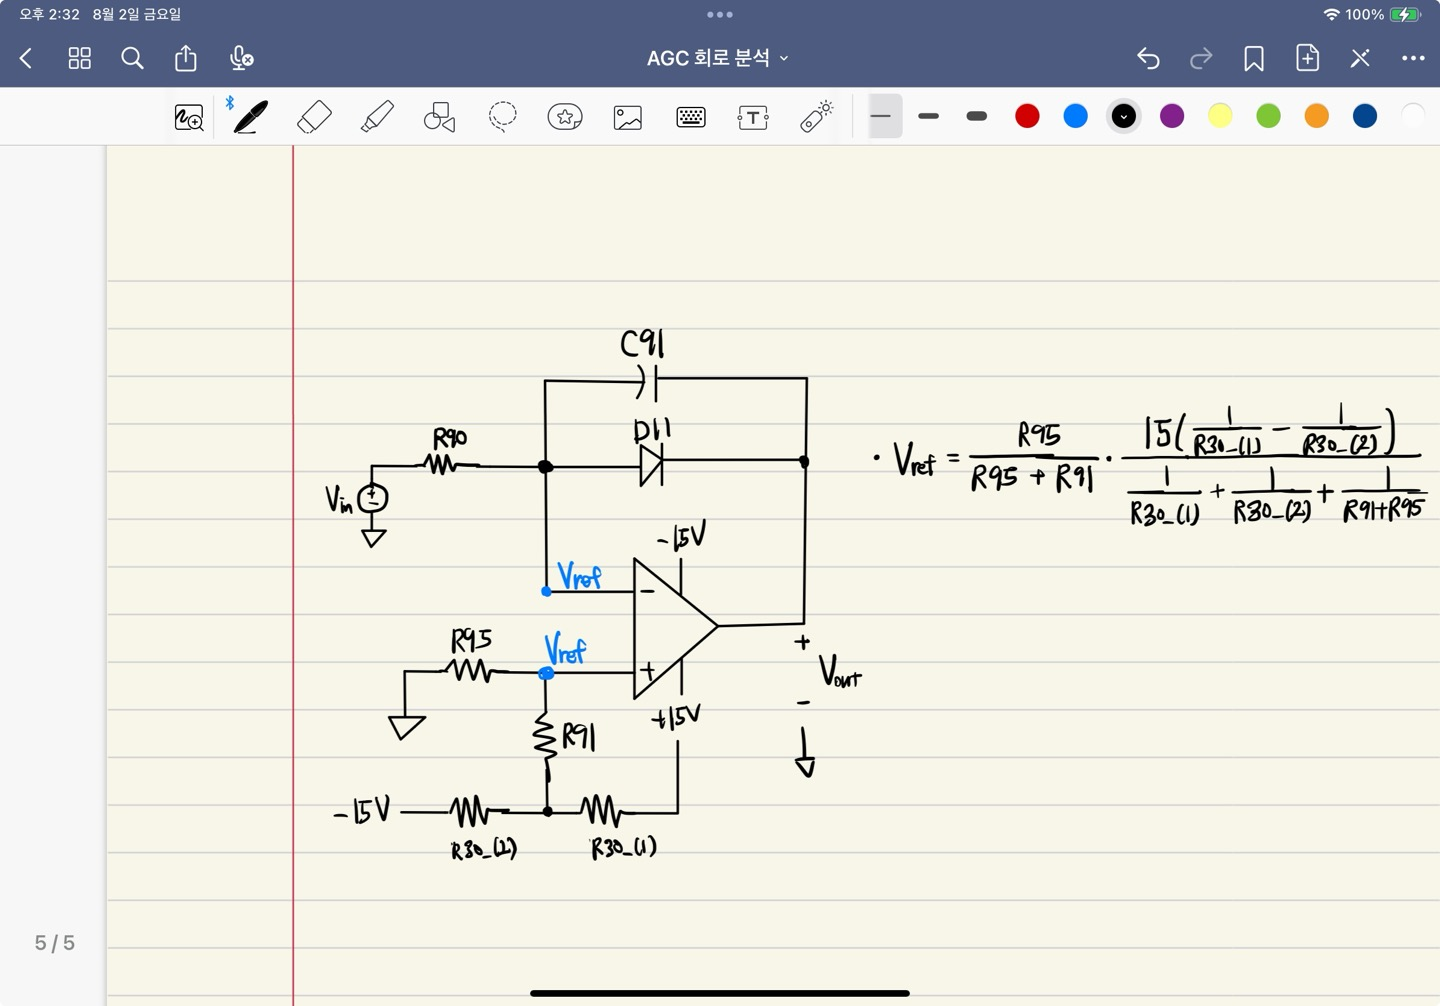 오후 2:32 8월 2일 금요일
100%
AGC 회로 분석
C91
D11
R90
Vin
+
-
· Vref = R95 / (R95 + R91) · 15(1/R30_(1) - 1/R30_(2)) / (1/R30_(1) + 1/R30_(2) + 1/(R91+R95))
-15V
Vref
-
R95
Vref
+
+
Vout
-
+15V
R91
-15V
R30_(2)
R30_(1)
5 / 5